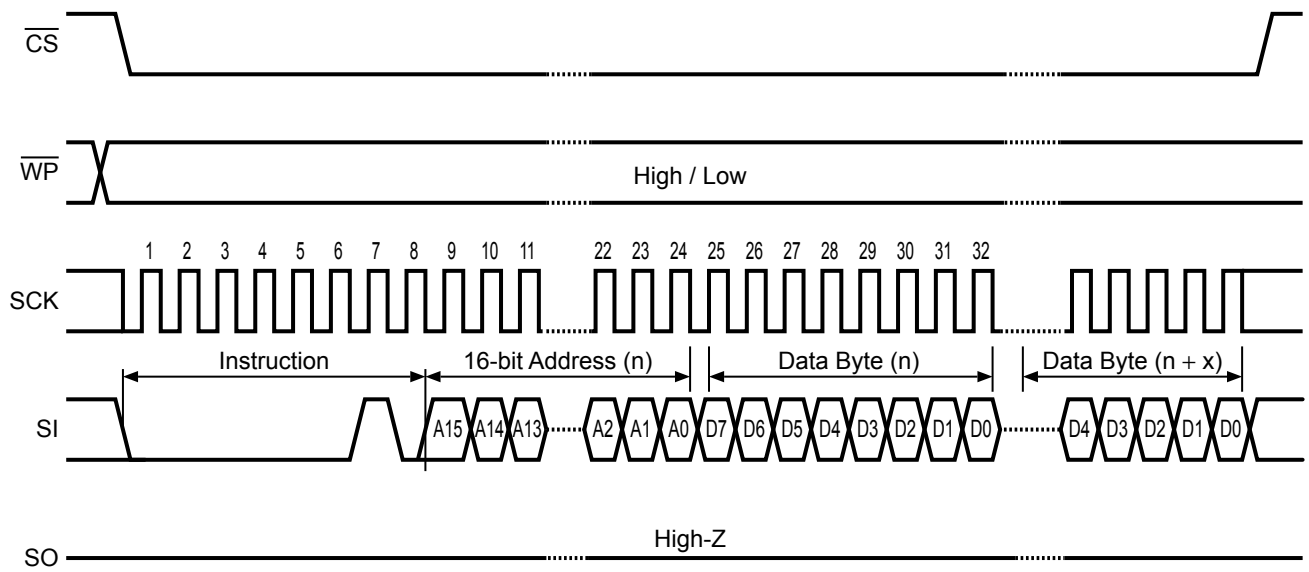 CS
WP
High / Low
1 2 3 4 5 6 7 8 9 10 11 22 23 24 25 26 27 28 29 30 31 32
SCK
Instruction 16-bit Address (n) Data Byte (n) Data Byte (n + x)
SI A15 A14 A13 A2 A1 A0 D7 D6 D5 D4 D3 D2 D1 D0 D4 D3 D2 D1 D0
High-Z
SO